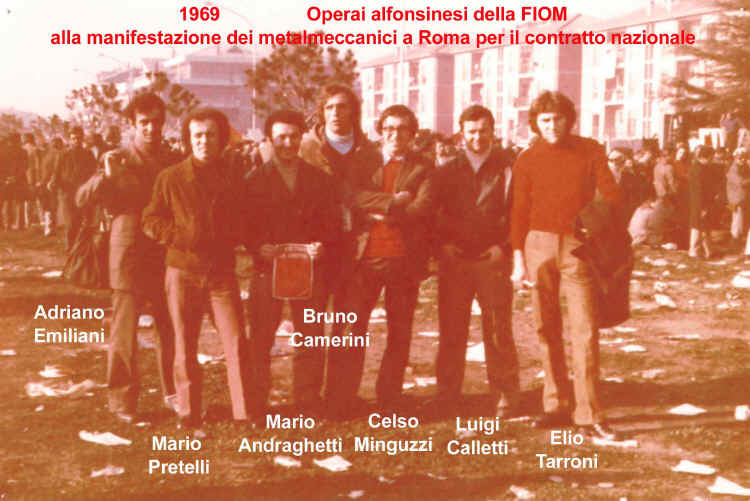 1969 Operai alfonsinesi della FIOM
alla manifestazione dei metalmeccanici a Roma per il contratto nazionale
Adriano
Emiliani
Bruno
Camerini
Mario
Pretelli
Mario
Andraghetti
Celso
Minguzzi
Luigi
Calletti
Elio
Tarroni